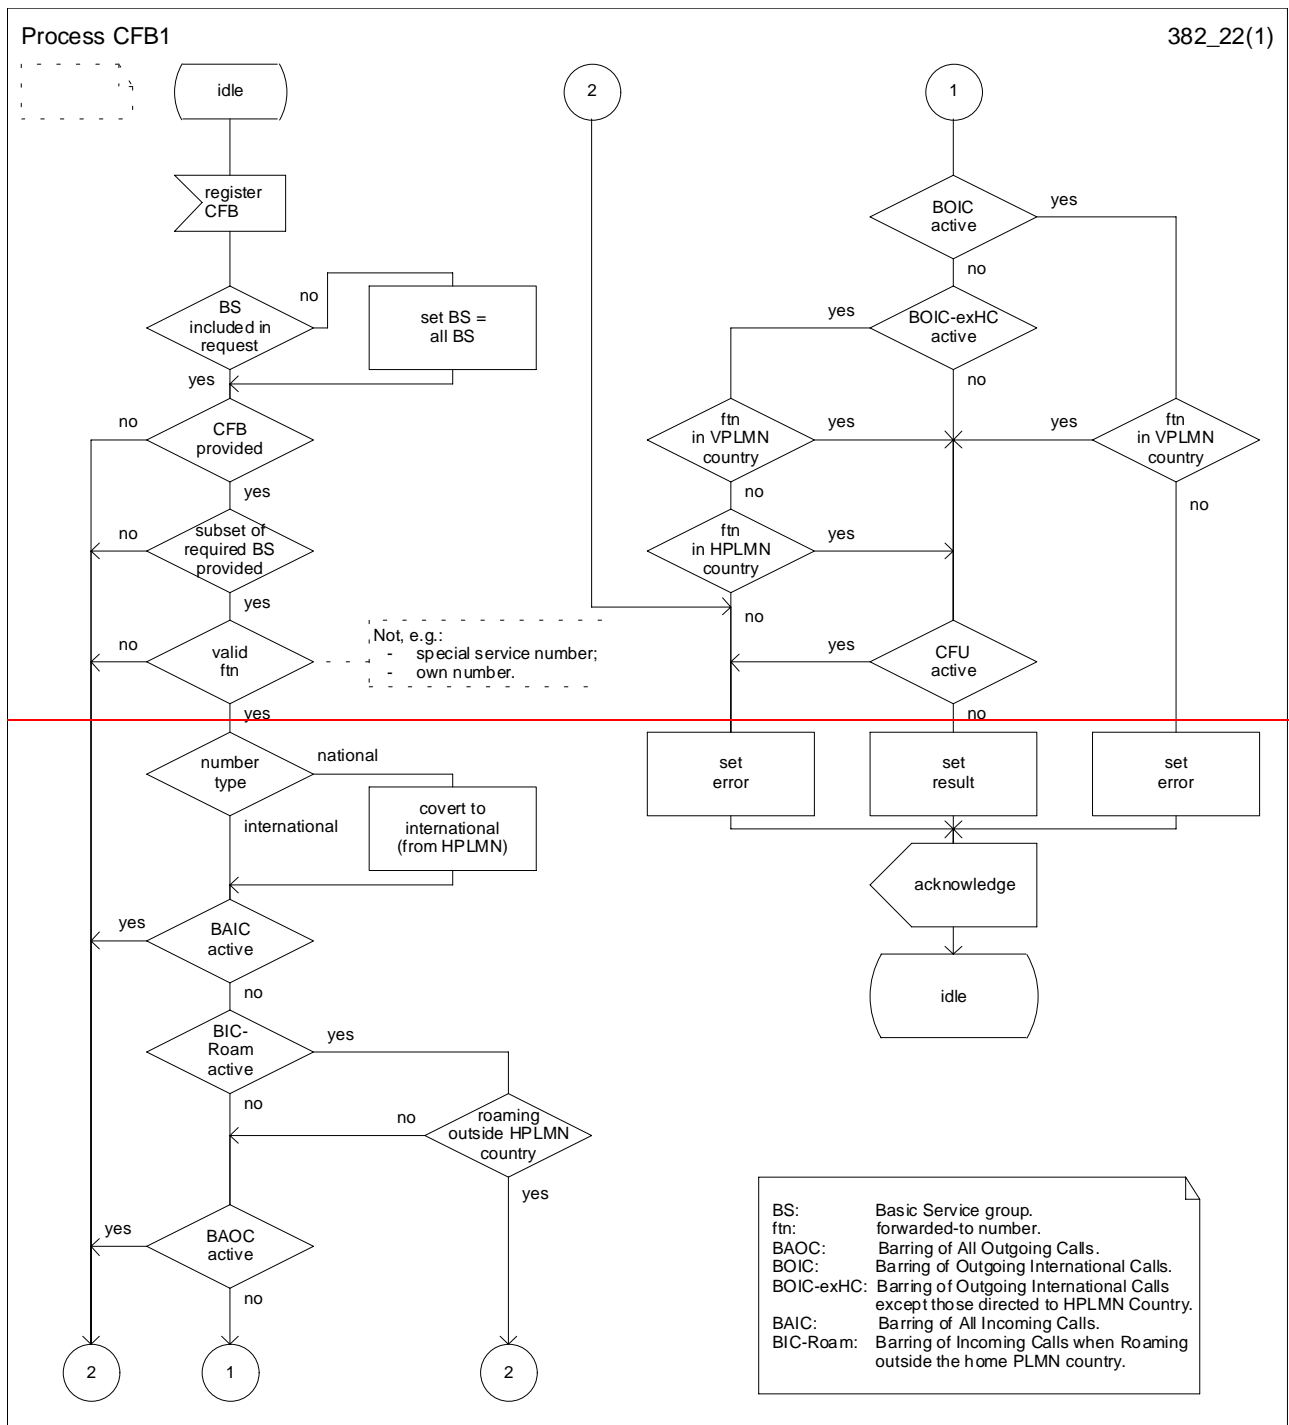 Process CFB1
382_22(1)
idle
register
CFB
BS
included in
request
no
set BS =
all BS
yes
no
CFB
provided
yes
no
subset of
required BS
provided
yes
no
valid
ftn
Not, e.g.:
- special service number;
- own number.
yes
number
type
national
international
covert to
international
(from HPLMN)
yes
BAIC
active
no
BIC-
Roam
active
yes
no
no
roaming
outside HPLMN
country
yes
yes
BAOC
active
no
2
1
2
2
1
BOIC
active
yes
no
yes
BOIC-exHC
active
no
ftn
in VPLMN
country
yes
yes
ftn
in VPLMN
country
no
no
ftn
in HPLMN
country
yes
no
yes
CFU
active
no
set
error
set
result
set
error
acknowledge
idle
BS: Basic Service group.
ftn: forwarded-to number.
BAOC: Barring of All Outgoing Calls.
BOIC: Barring of Outgoing International Calls.
BOIC-exHC: Barring of Outgoing International Calls
except those directed to HPLMN Country.
BAIC: Barring of All Incoming Calls.
BIC-Roam: Barring of Incoming Calls when Roaming
outside the home PLMN country.